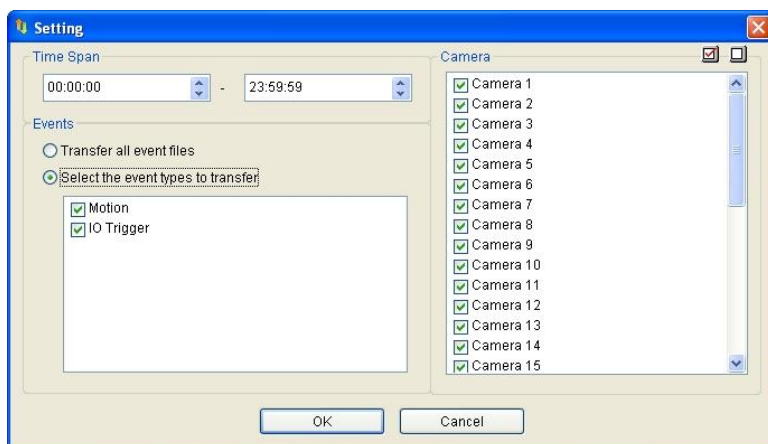 Setting
Time Span
00:00:00 - 23:59:59
Events
Transfer all event files
Select the event types to transfer
Motion
IO Trigger
Camera
Camera 1
Camera 2
Camera 3
Camera 4
Camera 5
Camera 6
Camera 7
Camera 8
Camera 9
Camera 10
Camera 11
Camera 12
Camera 13
Camera 14
Camera 15
OK
Cancel